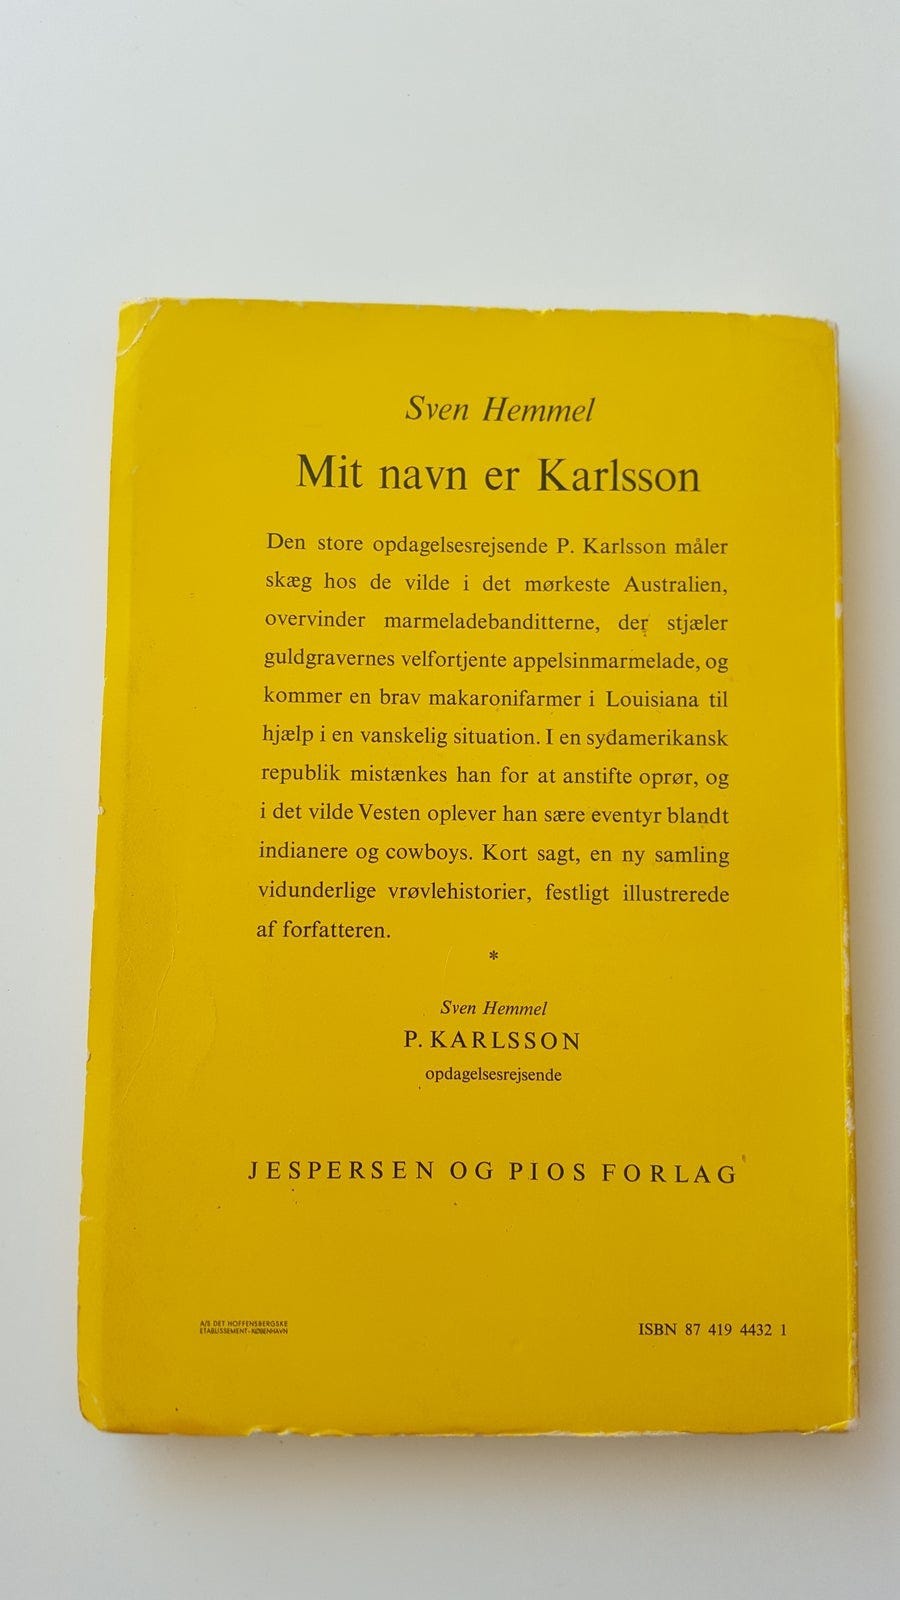 Sven Hemmel
Mit navn er Karlsson
Den store opdagelsesrejsende P. Karlsson måler
skæg hos de vilde i det mørkeste Australien,
overvinder marmeladebanditterne, der stjæler
guldgravernes velfortjente appelsinmarmelade, og
kommer en brav makaronifarmer i Louisiana til
hjælp i en vanskelig situation. I en sydamerikansk
republik mistænkes han for at anstifte oprør, og
i det vilde Vesten oplever han sære eventyr blandt
indianere og cowboys. Kort sagt, en ny samling
vidunderlige vrøvlehistorier, festligt illustrerede
af forfatteren.
*
Sven Hemmel
P. KARLSSON
opdagelsesrejsende
JESPERSEN OG PIOS FORLAG
A/S DET HOFFENSBERGSKE
ETABLISSEMENT - KØBENHAVN
ISBN 87 419 4432 1